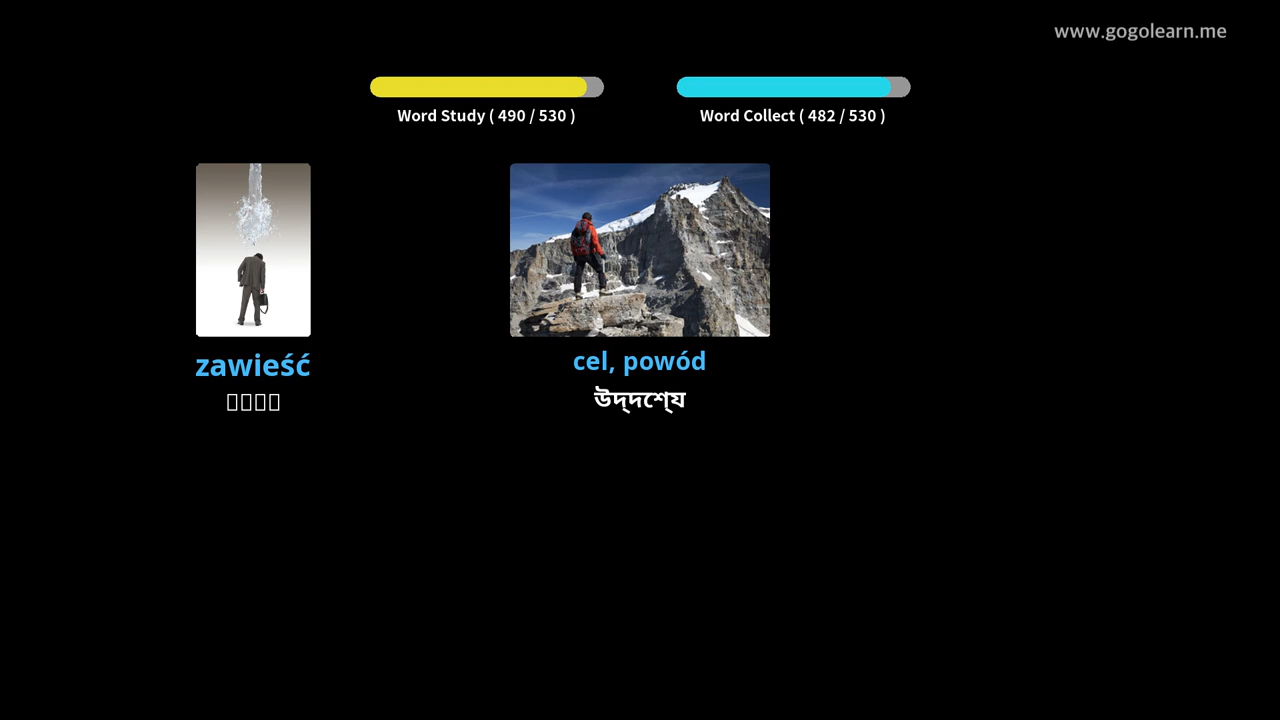 www.gogolearn.me
Word Study ( 490 / 530 )
Word Collect ( 482 / 530 )
zawieść
cel, powód
উদ্দেশ্য